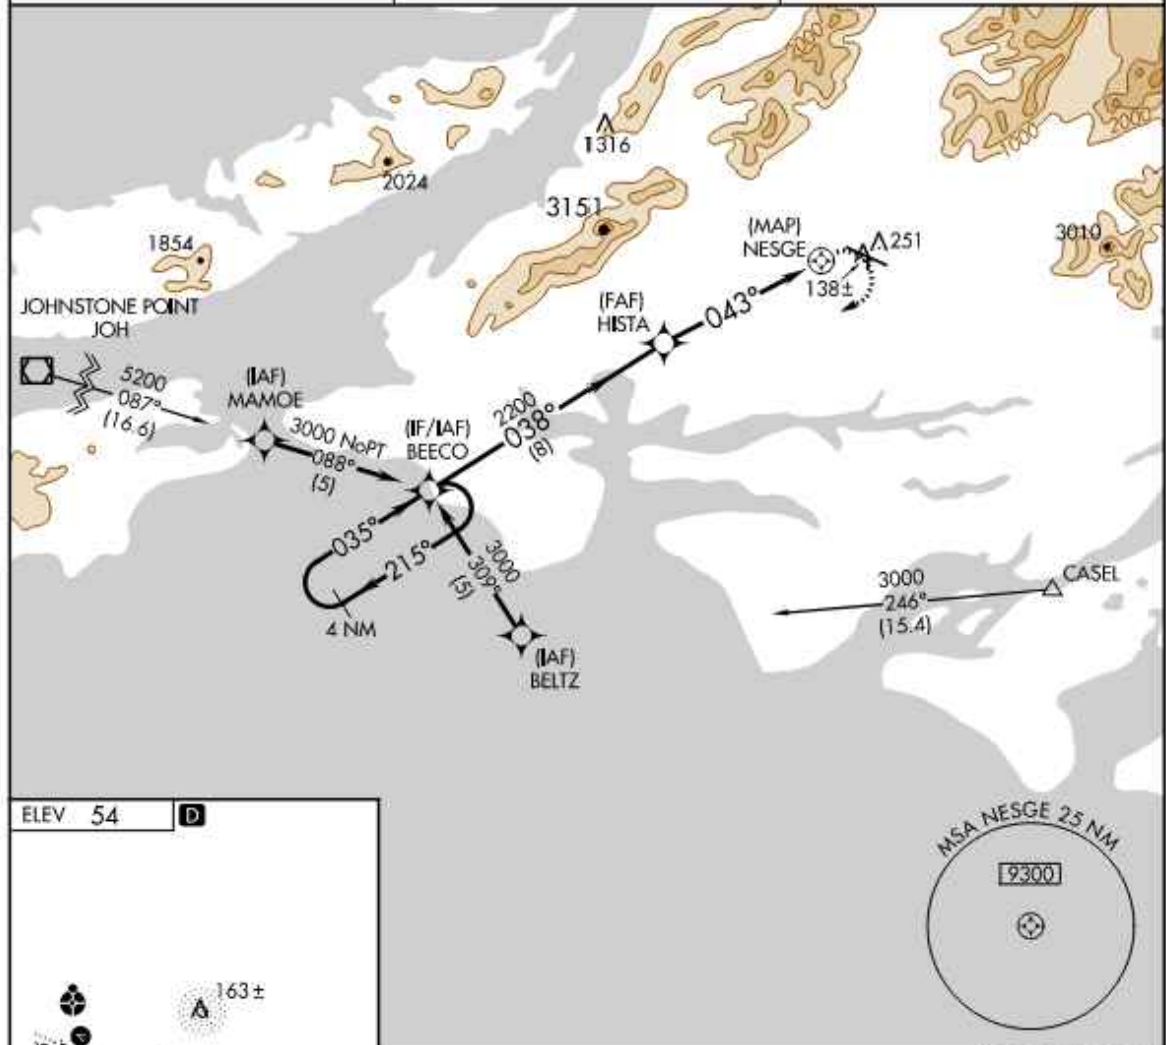 1316
2024
3151
2000
1854
3010
(MAP)
NESGE
251
138±
JOHNSTONE POINT
JOH
(FAF)
HISTA
043°
5200
087°
(16.6)
(IAF)
MAMOE
3000 NoPT
088°
(5)
(IF/IAF)
BEECO
2200
038°
(8)
035°
215°
4 NM
3000
309°
(5)
(IAF)
BELTZ
3000
246°
(15.4)
CASEL
ELEV 54
D
MSA NESGE 25 NM
9300
163±